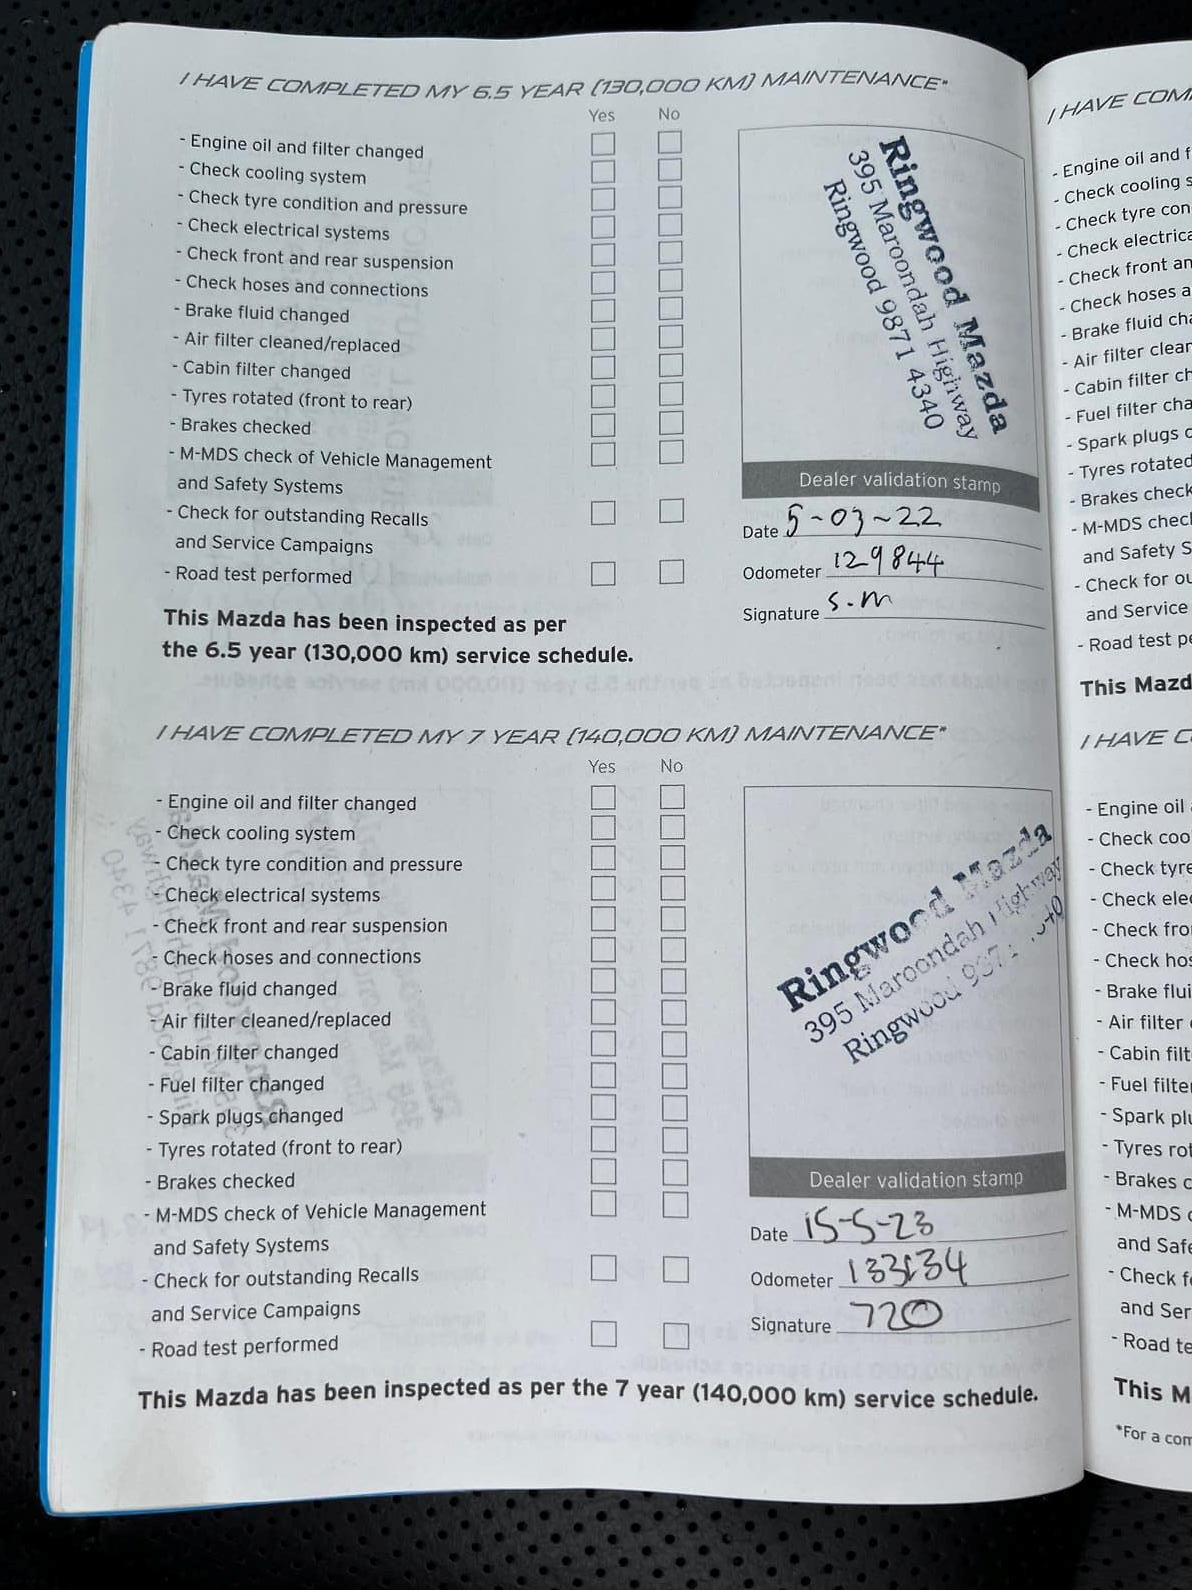 I HAVE COMPLETED MY 6.5 YEAR (130,000 KM) MAINTENANCE*
Yes No
- Engine oil and filter changed
- Check cooling system
- Check tyre condition and pressure
- Check electrical systems
- Check front and rear suspension
- Check hoses and connections
- Brake fluid changed
- Air filter cleaned/replaced
- Cabin filter changed
- Tyres rotated (front to rear)
- Brakes checked
- M-MDS check of Vehicle Management
and Safety Systems
- Check for outstanding Recalls
and Service Campaigns
- Road test performed
This Mazda has been inspected as per
the 6.5 year (130,000 km) service schedule.
Ringwood Mazda
395 Maroondah Highway
Ringwood 9871 4340
Dealer validation stamp
Date 5-03-22
Odometer 129844
Signature S.M
I HAVE COMPLETED MY 7 YEAR (140,000 KM) MAINTENANCE*
Yes No
- Engine oil and filter changed
- Check cooling system
- Check tyre condition and pressure
- Check electrical systems
- Check front and rear suspension
- Check hoses and connections
- Brake fluid changed
- Air filter cleaned/replaced
- Cabin filter changed
- Fuel filter changed
- Spark plugs changed
- Tyres rotated (front to rear)
- Brakes checked
- M-MDS check of Vehicle Management
and Safety Systems
- Check for outstanding Recalls
and Service Campaigns
- Road test performed
This Mazda has been inspected as per the 7 year (140,000 km) service schedule.
Ringwood Mazda
395 Maroondah Highway
Ringwood
Dealer validation stamp
Date 15-5-23
Odometer
Signature 720
I HAVE COM
- Engine oil and f
- Check cooling s
- Check tyre con
- Check electrica
- Check front an
- Check hoses a
- Brake fluid cha
- Air filter clean
- Cabin filter ch
- Fuel filter cha
- Spark plugs c
- Tyres rotated
- Brakes check
- M-MDS check
and Safety S
- Check for ou
and Service
- Road test pe
This Mazd
I HAVE C
- Engine oil
- Check coo
- Check tyre
- Check elec
- Check fro
- Check hos
- Brake flui
- Air filter
- Cabin filt
- Fuel filte
- Spark plu
- Tyres rot
- Brakes c
- M-MDS
and Safe
- Check f
and Ser
- Road te
This M
*For a com